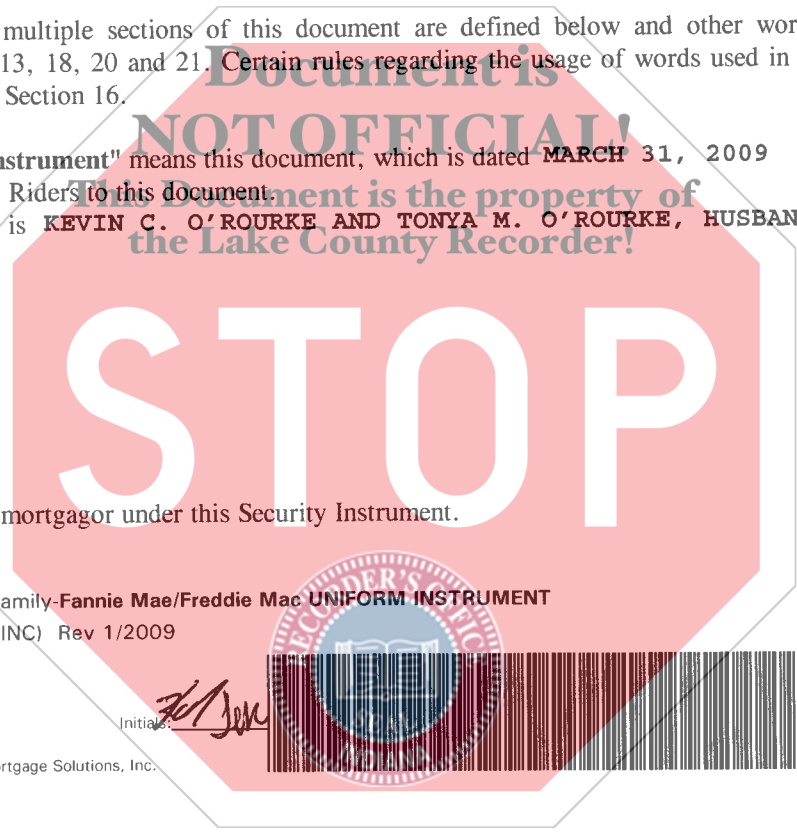 multiple sections of this document are defined below and other wor
13, 18, 20 and 21. Certain rules regarding the usage of words used in
Section 16.
Document is
NOT OFFICIAL!
This Document is the property of
the Lake County Recorder!
nstrument" means this document, which is dated MARCH 31, 2009
Riders to this document.
is KEVIN C. O'ROURKE AND TONYA M. O'ROURKE, HUSBAN
STOP
mortgagor under this Security Instrument.
amily-Fannie Mae/Freddie Mac UNIFORM INSTRUMENT
INC) Rev 1/2009
RECORDER'S OFFICE
SEAL
INDIANA
Initials:
rtgage Solutions, Inc.